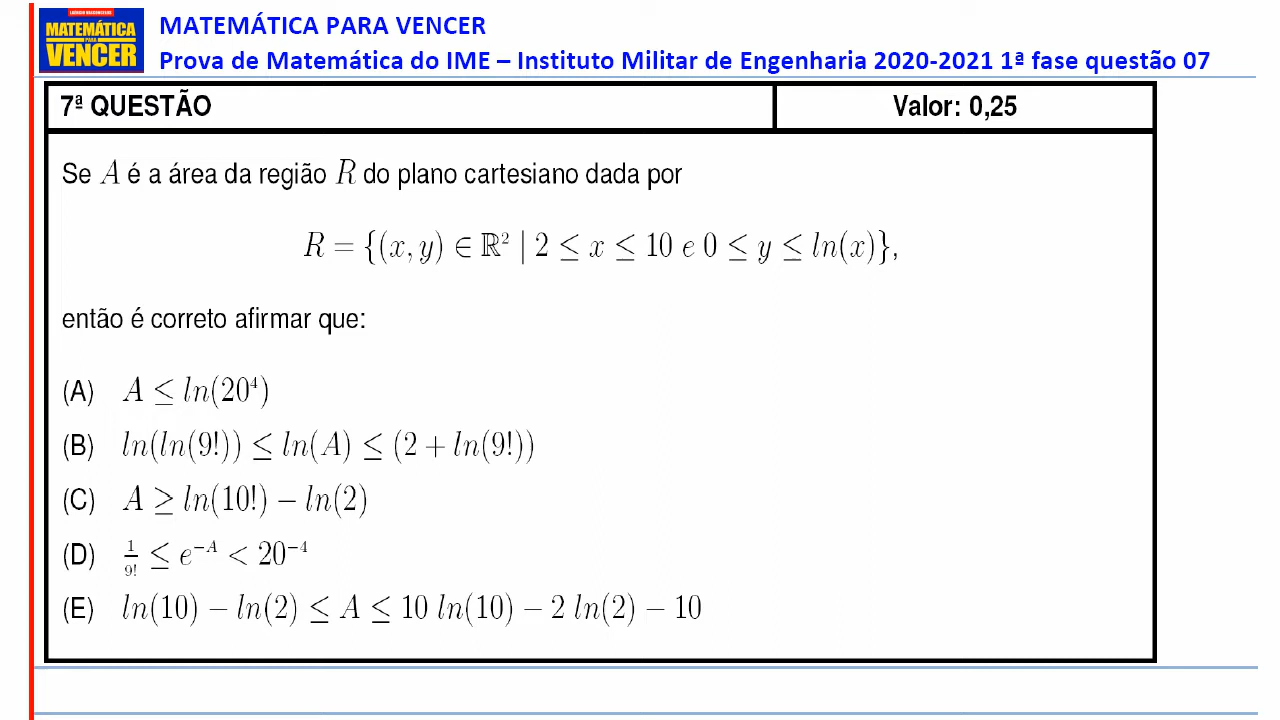 LAÉRCIO VASCONCELOS
MATEMÁTICA
PARA
VENCER
MATEMÁTICA PARA VENCER
Prova de Matemática do IME – Instituto Militar de Engenharia 2020-2021 1ª fase questão 07
7ª QUESTÃO Valor: 0,25
Se A é a área da região R do plano cartesiano dada por
R = {(x, y) ∈ ℝ² | 2 ≤ x ≤ 10 e 0 ≤ y ≤ ln(x)},
então é correto afirmar que:
(A) A ≤ ln(20⁴)
(B) ln(ln(9!)) ≤ ln(A) ≤ (2 + ln(9!))
(C) A ≥ ln(10!) − ln(2)
(D) 1/9! ≤ e⁻ᴬ < 20⁻⁴
(E) ln(10) − ln(2) ≤ A ≤ 10 ln(10) − 2 ln(2) − 10